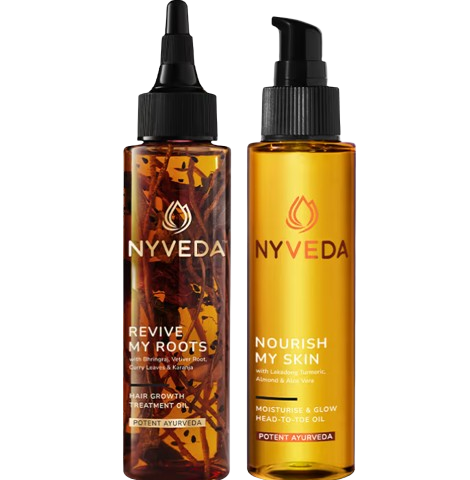 NYVEDA
REVIVE
MY ROOTS
with Bhringraj, Vetiver Root,
Curry Leaves & Karanja
HAIR GROWTH
TREATMENT OIL
POTENT AYURVEDA
NYVEDA
NOURISH
MY SKIN
with Lakadong Turmeric,
Almond & Aloe Vera
MOISTURISE & GLOW
HEAD-TO-TOE OIL
POTENT AYURVEDA